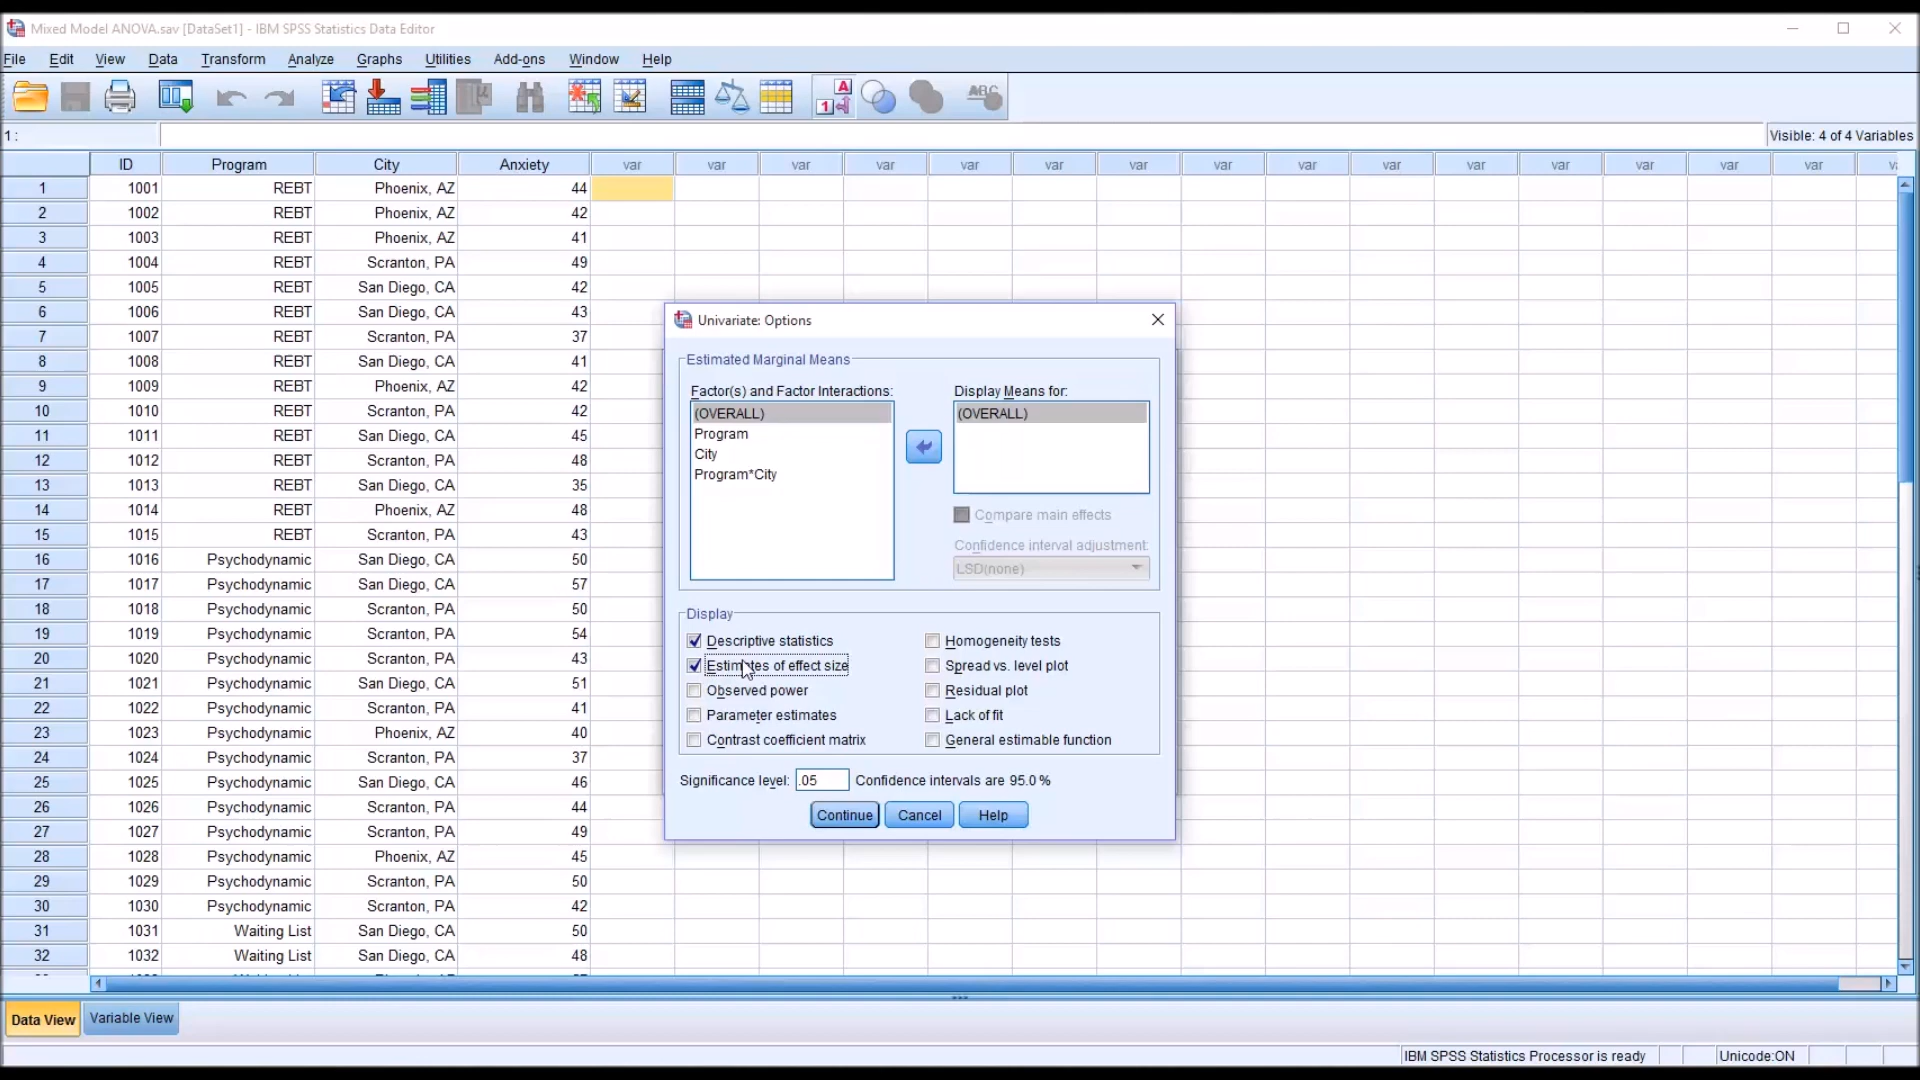 Mixed Model ANOVA.sav [DataSet1] - IBM SPSS Statistics Data Editor
File Edit View Data Transform Analyze Graphs Utilities Add-ons Window Help
1 :
Visible: 4 of 4 Variables
ID Program City Anxiety var var var var var var var var var var var var var var var
1 1001 REBT Phoenix, AZ 44
2 1002 REBT Phoenix, AZ 42
3 1003 REBT Phoenix, AZ 41
4 1004 REBT Scranton, PA 49
5 1005 REBT San Diego, CA 42
6 1006 REBT San Diego, CA 43
7 1007 REBT Scranton, PA 37
8 1008 REBT San Diego, CA 41
9 1009 REBT Phoenix, AZ 42
10 1010 REBT Scranton, PA 42
11 1011 REBT San Diego, CA 45
12 1012 REBT Scranton, PA 48
13 1013 REBT San Diego, CA 35
14 1014 REBT Phoenix, AZ 48
15 1015 REBT Scranton, PA 43
16 1016 Psychodynamic San Diego, CA 50
17 1017 Psychodynamic San Diego, CA 57
18 1018 Psychodynamic Scranton, PA 50
19 1019 Psychodynamic Scranton, PA 54
20 1020 Psychodynamic Scranton, PA 43
21 1021 Psychodynamic San Diego, CA 51
22 1022 Psychodynamic Scranton, PA 41
23 1023 Psychodynamic Phoenix, AZ 40
24 1024 Psychodynamic Scranton, PA 37
25 1025 Psychodynamic San Diego, CA 46
26 1026 Psychodynamic Scranton, PA 44
27 1027 Psychodynamic Scranton, PA 49
28 1028 Psychodynamic Phoenix, AZ 45
29 1029 Psychodynamic Scranton, PA 50
30 1030 Psychodynamic Scranton, PA 42
31 1031 Waiting List San Diego, CA 50
32 1032 Waiting List San Diego, CA 48
Univariate: Options
Estimated Marginal Means
Factor(s) and Factor Interactions:
(OVERALL)
Program
City
Program*City
Display Means for:
(OVERALL)
Compare main effects
Confidence interval adjustment:
LSD(none)
Display
Descriptive statistics
Estimates of effect size
Observed power
Parameter estimates
Contrast coefficient matrix
Homogeneity tests
Spread vs. level plot
Residual plot
Lack of fit
General estimable function
Significance level: .05 Confidence intervals are 95.0 %
Continue Cancel Help
Data View Variable View
IBM SPSS Statistics Processor is ready Unicode:ON